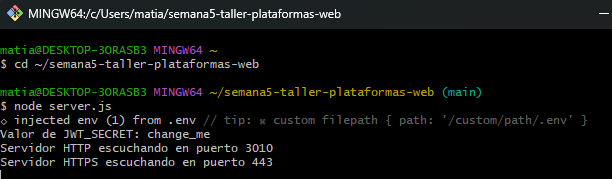 MINGW64:/c/Users/matia/semana5-taller-plataformas-web
matia@DESKTOP-3ORASB3 MINGW64 ~
$ cd ~/semana5-taller-plataformas-web
matia@DESKTOP-3ORASB3 MINGW64 ~/semana5-taller-plataformas-web (main)
$ node server.js
◇ injected env (1) from .env // tip: ⌘ custom filepath { path: '/custom/path/.env' }
Valor de JWT_SECRET: change_me
Servidor HTTP escuchando en puerto 3010
Servidor HTTPS escuchando en puerto 443